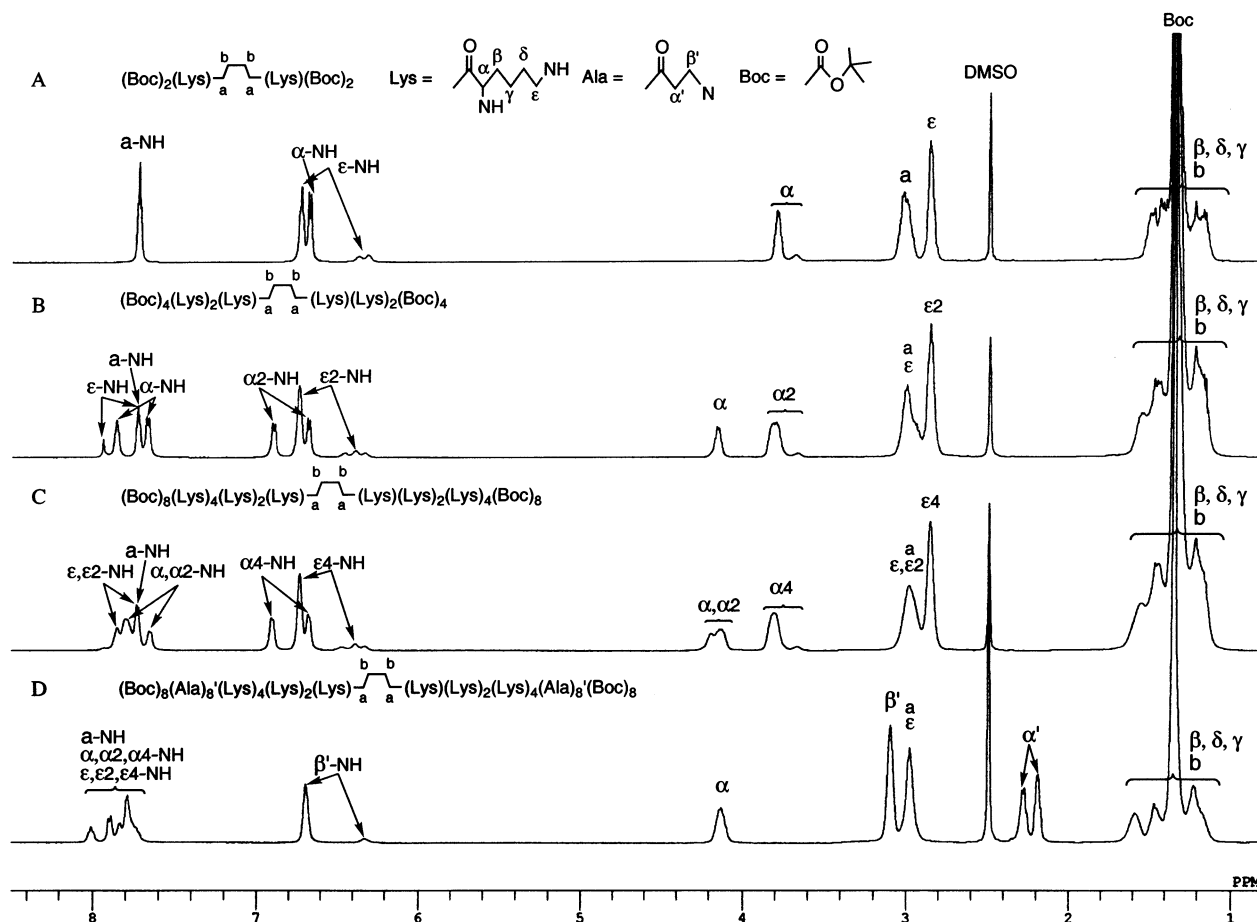 Boc
A
b b
(Boc)₂(Lys) (Lys)(Boc)₂
a a
Lys = O α β γ δ ε NH NH
Ala = O α' β' N
Boc = O O
DMSO
a-NH
α-NH
ε-NH
α
a
ε
β, δ, γ
b
B
b b
(Boc)₄(Lys)₂(Lys) (Lys)(Lys)₂(Boc)₄
a a
a-NH
ε-NH
α-NH
α2-NH
ε2-NH
α
α2
a
ε
ε2
β, δ, γ
b
C
b b
(Boc)₈(Lys)₄(Lys)₂(Lys) (Lys)(Lys)₂(Lys)₄(Boc)₈
a a
a-NH
ε,ε2-NH
α,α2-NH
α4-NH
ε4-NH
α,α2
α4
a
ε,ε2
ε4
β, δ, γ
b
D
b b
(Boc)₈(Ala)₈'(Lys)₄(Lys)₂(Lys) (Lys)(Lys)₂(Lys)₄(Ala)₈'(Boc)₈
a a
a-NH
α,α2,α4-NH
ε,ε2,ε4-NH
β'-NH
α
β'
a
ε
α'
β, δ, γ
b
PPM
8 7 6 5 4 3 2 1